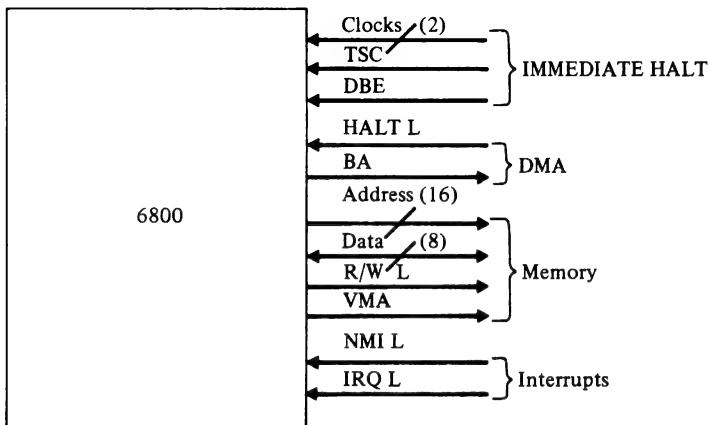 Clocks (2)
TSC
DBE
IMMEDIATE HALT
HALT L
BA
DMA
Address (16)
6800
Data (8)
R/W L
VMA
Memory
NMI L
IRQ L
Interrupts